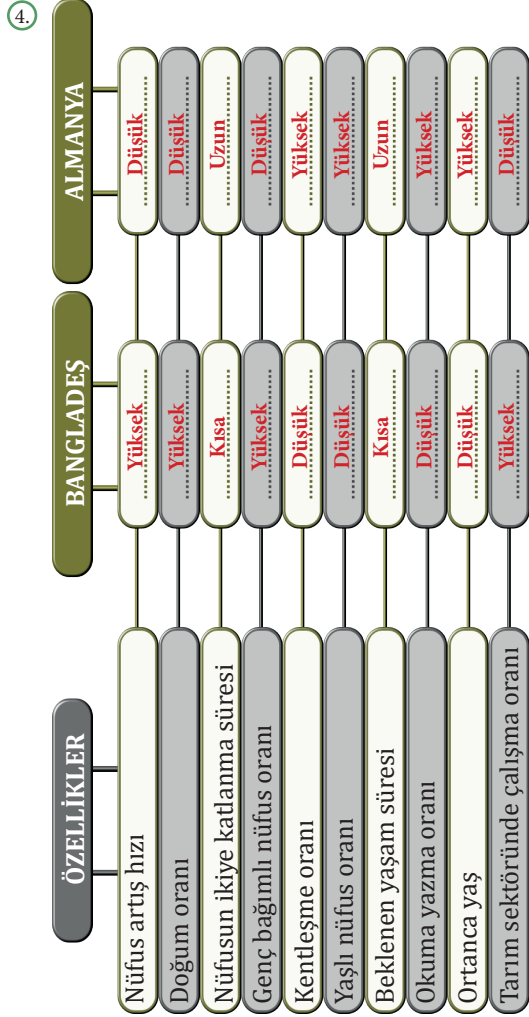 4.
ÖZELLİKLER BANGLADEŞ ALMANYA
Nüfus artış hızı Yüksek Düşük
Doğum oranı Yüksek Düşük
Nüfusun ikiye katlanma süresi Kısa Uzun
Genç bağımlı nüfus oranı Yüksek Düşük
Kentleşme oranı Düşük Yüksek
Yaşlı nüfus oranı Düşük Yüksek
Beklenen yaşam süresi Kısa Uzun
Okuma yazma oranı Düşük Yüksek
Ortanca yaş Düşük Yüksek
Tarım sektöründe çalışma oranı Yüksek Düşük